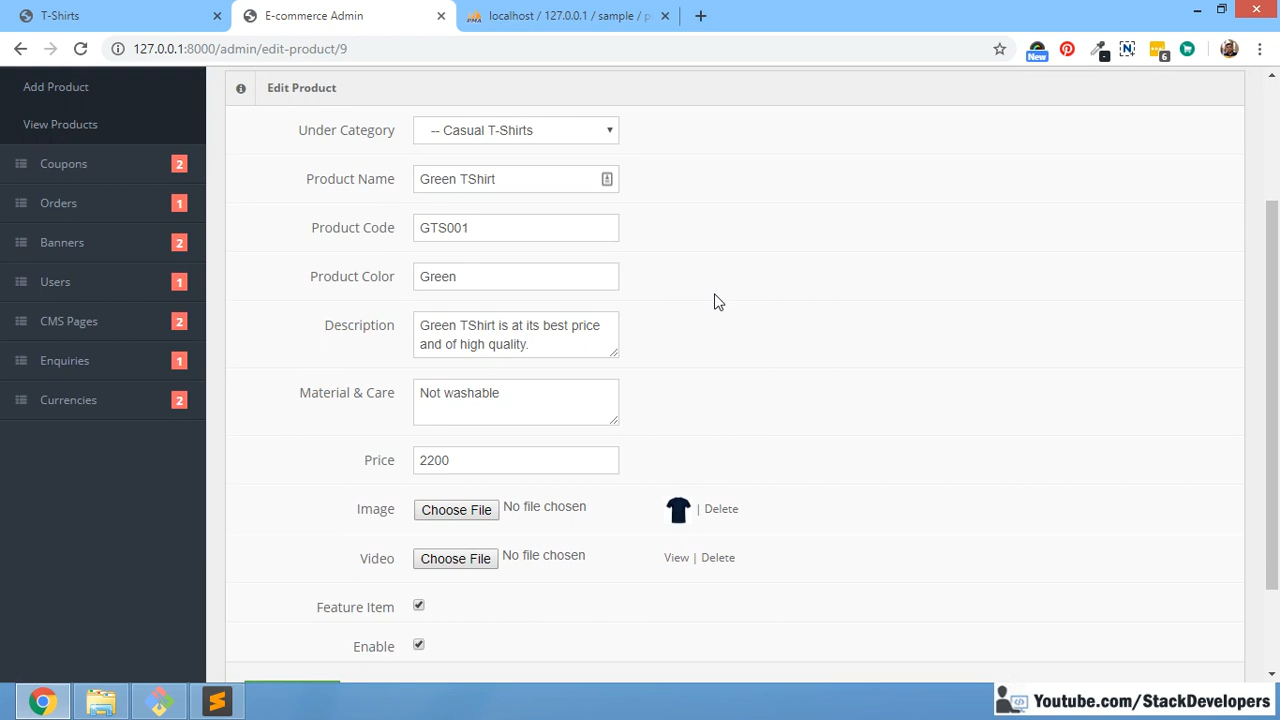 T-Shirts
E-commerce Admin
localhost / 127.0.0.1 / sample / p
127.0.0.1:8000/admin/edit-product/9
New
6
Add Product
View Products
Coupons 2
Orders 1
Banners 2
Users 1
CMS Pages 2
Enquiries 1
Currencies 2
Edit Product
Under Category -- Casual T-Shirts
Product Name Green TShirt
Product Code GTS001
Product Color Green
Description Green TShirt is at its best price
and of high quality.
Material & Care Not washable
Price 2200
Image Choose File No file chosen | Delete
Video Choose File No file chosen View | Delete
Feature Item
Enable
Youtube.com/StackDevelopers